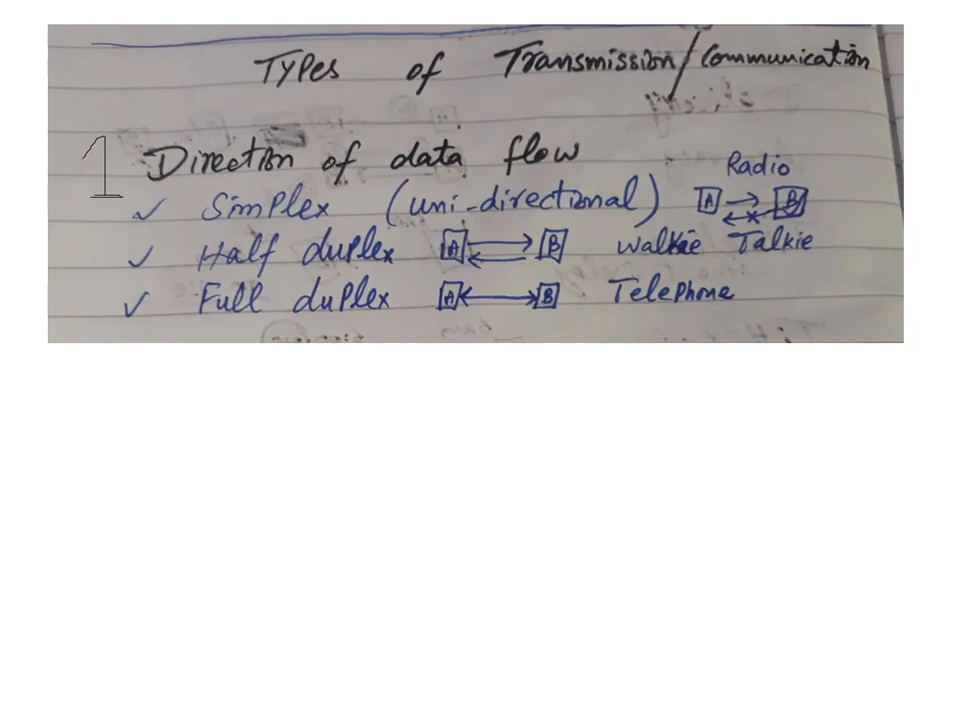 Types of Transmission/Communication
1 Direction of data flow
Radio
✓ Simplex (uni-directional) A → B
✓ Half duplex A B Walkie Talkie
✓ Full duplex A ↔ B Telephone